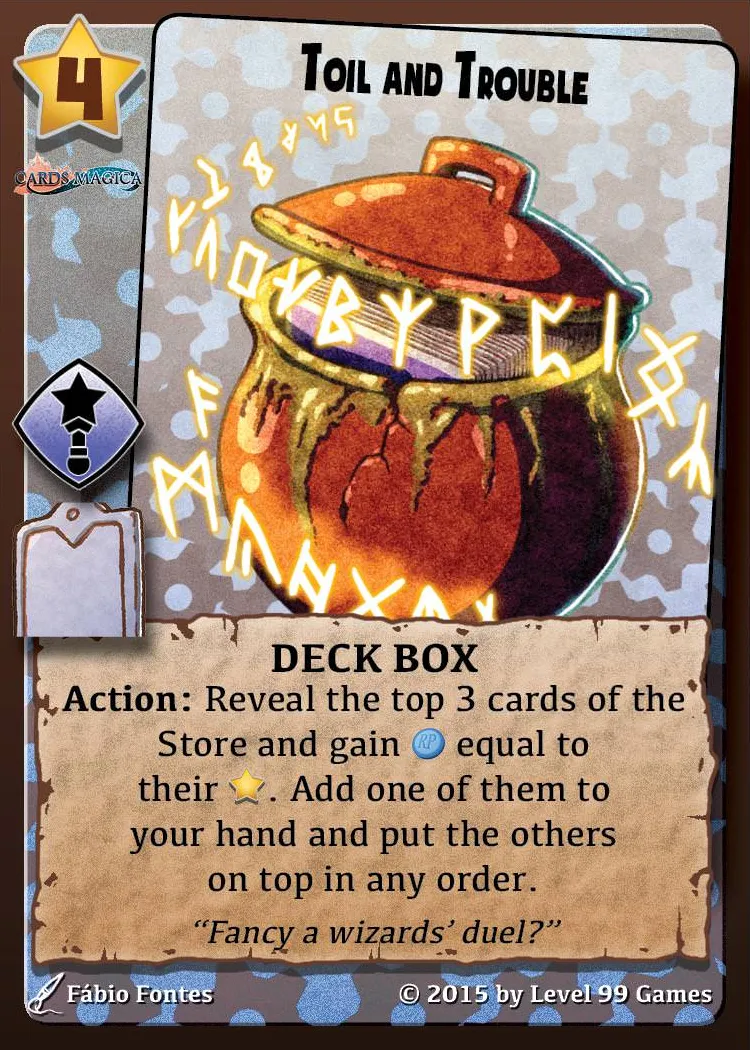 4
TOIL AND TROUBLE
CARDS MAGICA
DECK BOX
Action: Reveal the top 3 cards of the
Store and gain RP equal to
their . Add one of them to
your hand and put the others
on top in any order.
“Fancy a wizards’ duel?”
Fábio Fontes
© 2015 by Level 99 Games